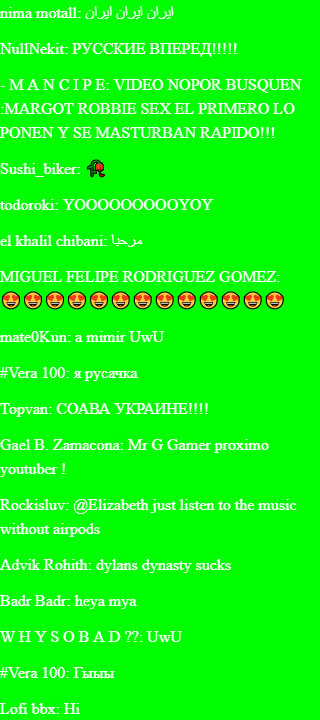 nima motall: ایران ایران ایران
NullNekit: РУССКИЕ ВПЕРЕД!!!!!
- M A N C I P E: VIDEO NOPOR BUSQUEN
:MARGOT ROBBIE SEX EL PRIMERO LO
PONEN Y SE MASTURBAN RAPIDO!!!
Sushi_biker: 🥀
todoroki: YOOOOOOOOOYOY
el khalil chibani: مرحبا
MIGUEL FELIPE RODRIGUEZ GOMEZ:
😍😍😍😍😍😍😍😍😍😍😍😍😍
mate0Kun: a mimir UwU
#Vera 100: я русачка
Topvan: СОАВА УКРАИНЕ!!!!
Gael B. Zamacona: Mr G Gamer proximo
youtuber !
Rockisluv: @Elizabeth just listen to the music
without airpods
Advik Rohith: dylans dynasty sucks
Badr Badr: heya mya
W H Y S O B A D ??: UwU
#Vera 100: Гыыы
Lofi bbx: Hi